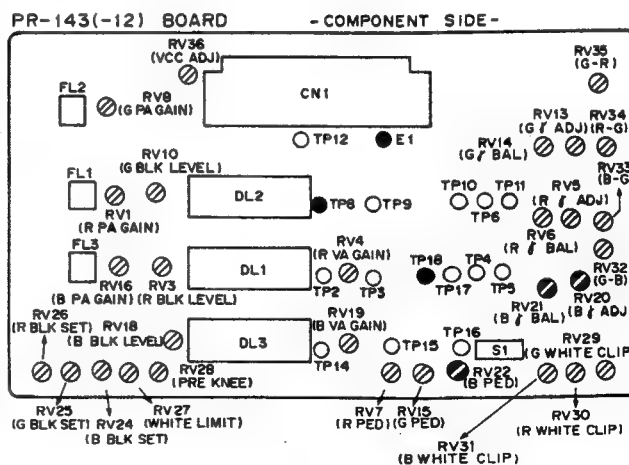 PR-143(-12) BOARD
-COMPONENT SIDE-
RV36
(VCC ADJ)
RV35
(G-R)
FL2
RV8
(G PA GAIN)
CN1
RV13
(G γ ADJ)
RV34
(R-G)
TP12
E1
RV14
(G γ BAL)
RV33
(B-G)
RV10
(G BLK LEVEL)
FL1
RV1
(R PA GAIN)
DL2
TP8
TP9
TP10
TP6
TP11
RV5
(R γ ADJ)
RV6
(R γ BAL)
FL3
RV16
(B PA GAIN)
RV3
(R BLK LEVEL)
DL1
RV4
(R VA GAIN)
TP2
TP3
TP18
TP17
TP4
TP5
RV32
(G-B)
RV21
(B γ BAL)
RV20
(B γ ADJ)
RV26
(R BLK SET)
RV18
(B BLK LEVEL)
RV19
(B VA GAIN)
DL3
TP14
TP15
TP16
S1
RV29
(G WHITE CLIP)
RV28
(PRE KNEE)
RV22
(B PED)
RV25
(G BLK SET)
RV24
(B BLK SET)
RV27
(WHITE LIMIT)
RV7
(R PED)
RV15
(G PED)
RV31
(B WHITE CLIP)
RV30
(R WHITE CLIP)